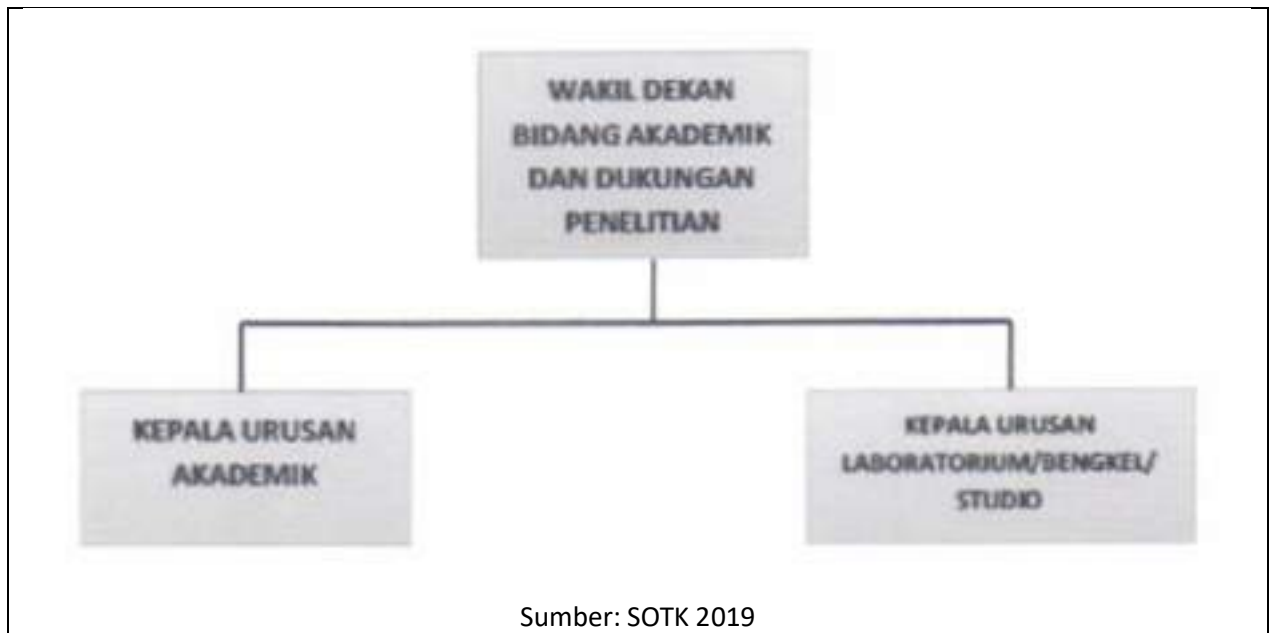 WAKIL DEKAN
BIDANG AKADEMIK
DAN DUKUNGAN
PENELITIAN
KEPALA URUSAN
AKADEMIK
KEPALA URUSAN
LABORATORIUM/BENGKEL/
STUDIO
Sumber: SOTK 2019